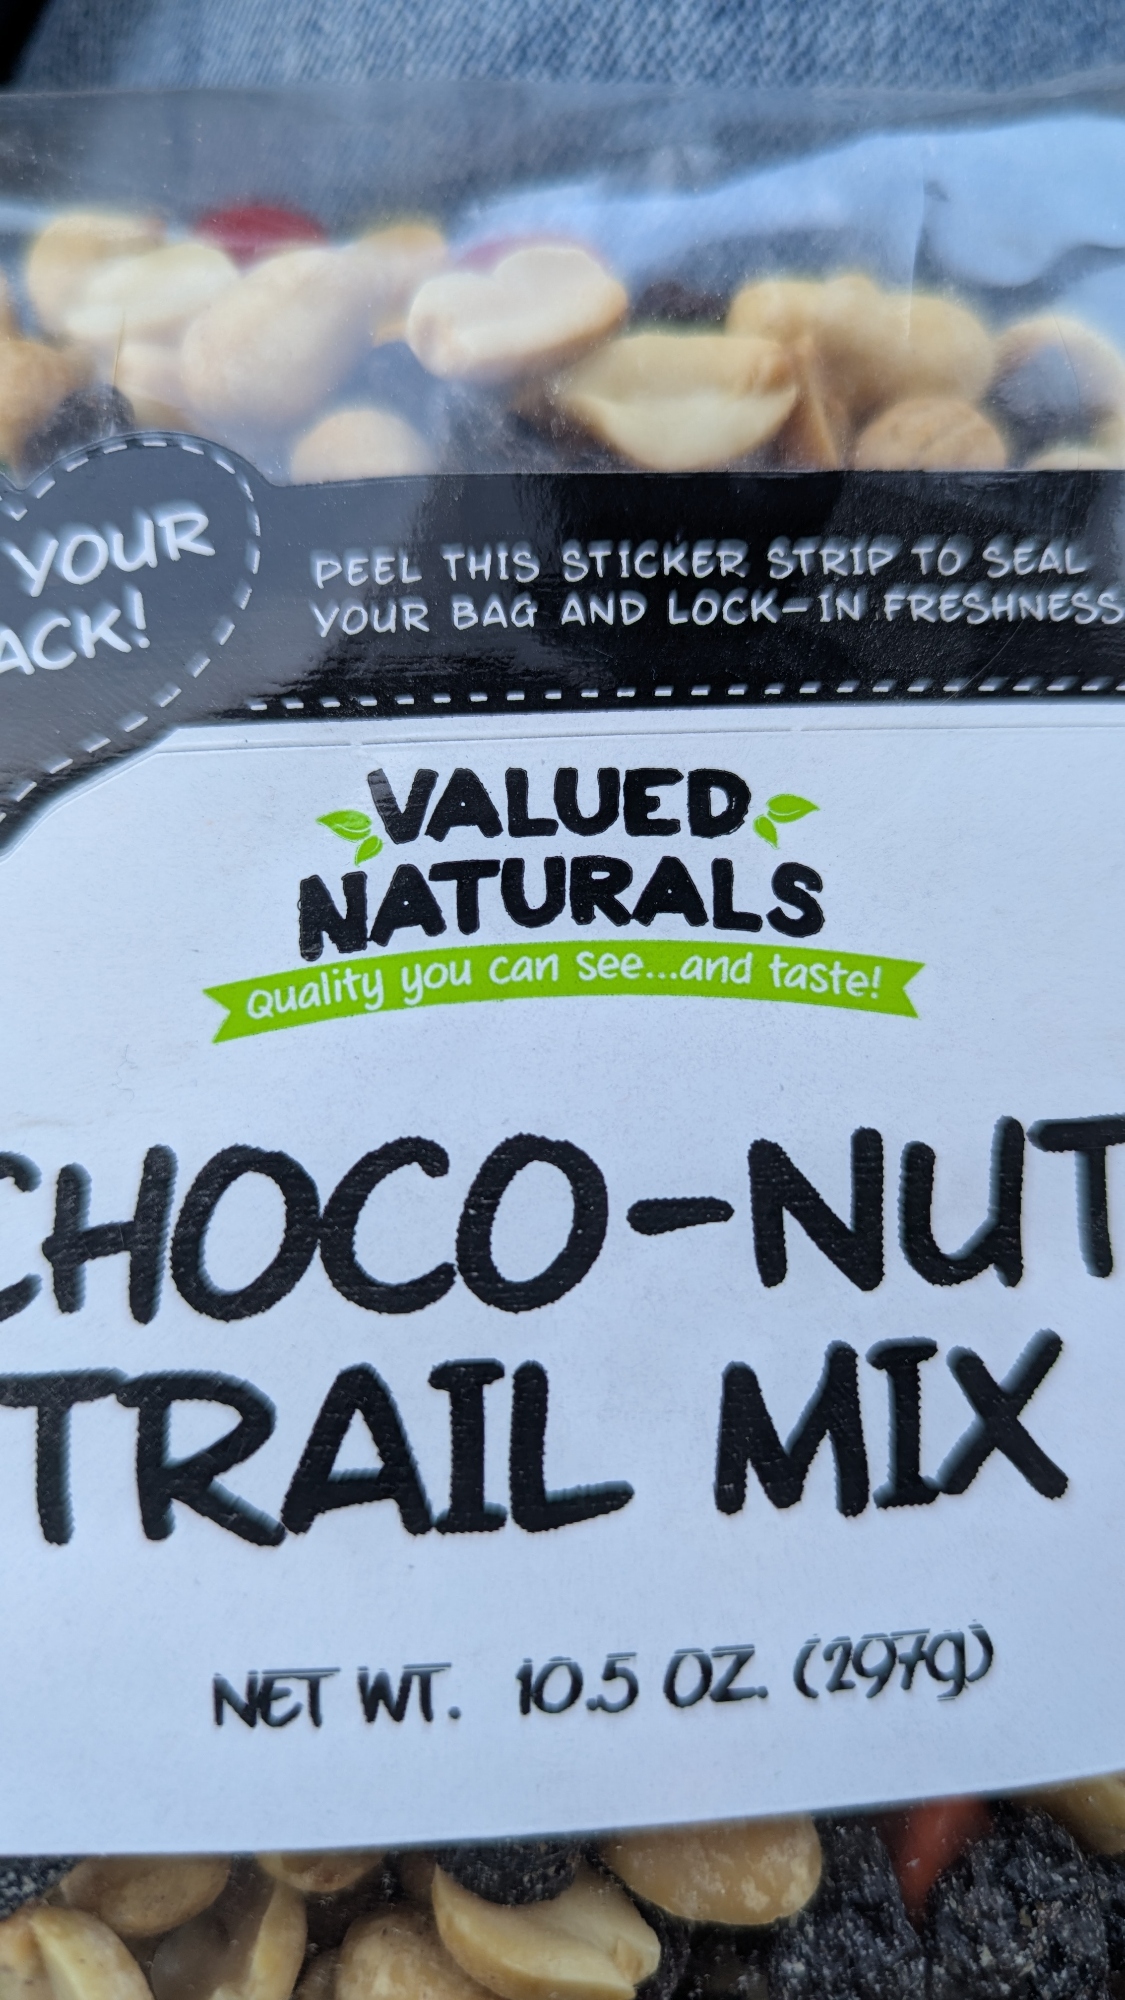 YOUR
ACK!
PEEL THIS STICKER STRIP TO SEAL
YOUR BAG AND LOCK-IN FRESHNESS
VALUED
NATURALS
Quality you can see...and taste!
CHOCO-NUT
TRAIL MIX
NET WT. 10.5 OZ. (297g)